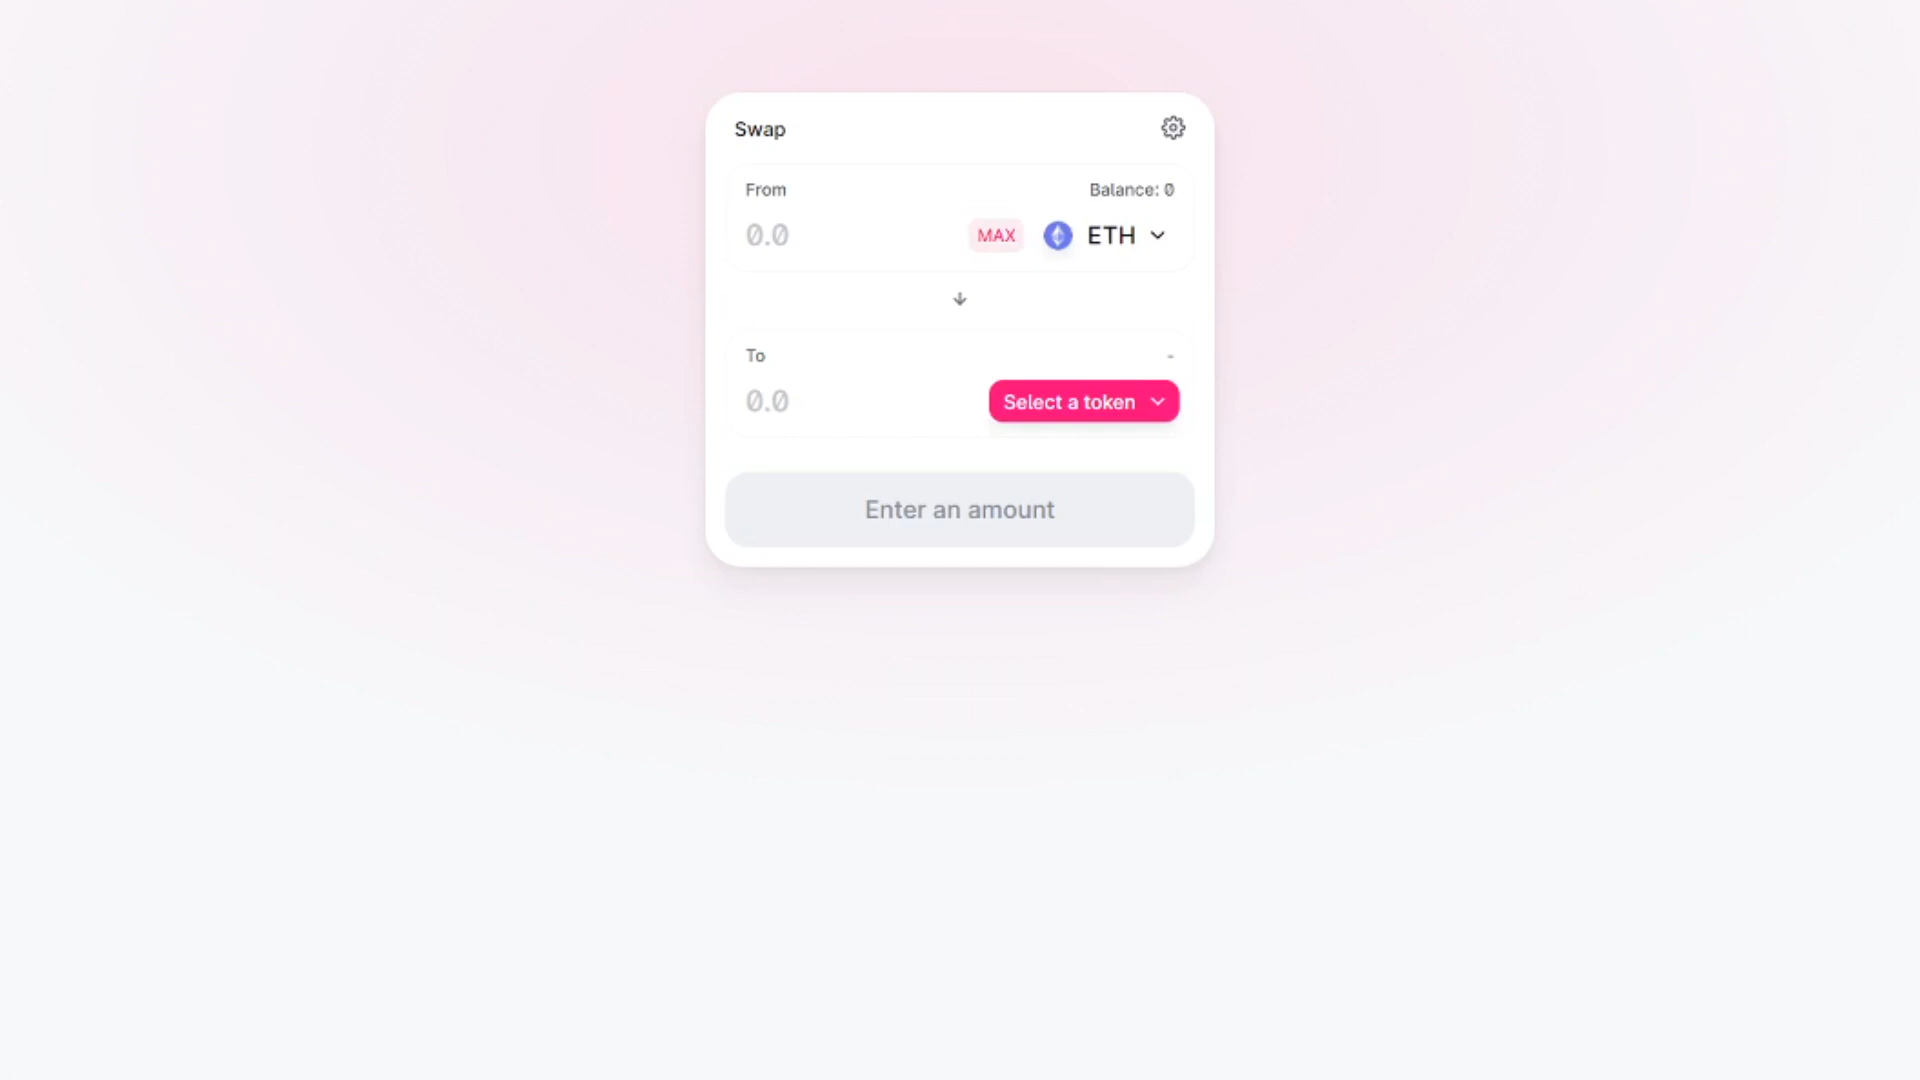 Swap
From Balance: 0
0.0 MAX ETH
To -
0.0 Select a token
Enter an amount